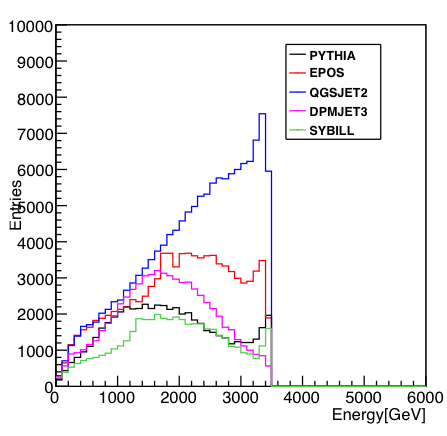 10000
9000
8000
7000
6000
5000
4000
3000
2000
1000
0
Entries
PYTHIA
EPOS
QGSJET2
DPMJET3
SYBILL
0 1000 2000 3000 4000 5000 6000
Energy[GeV]